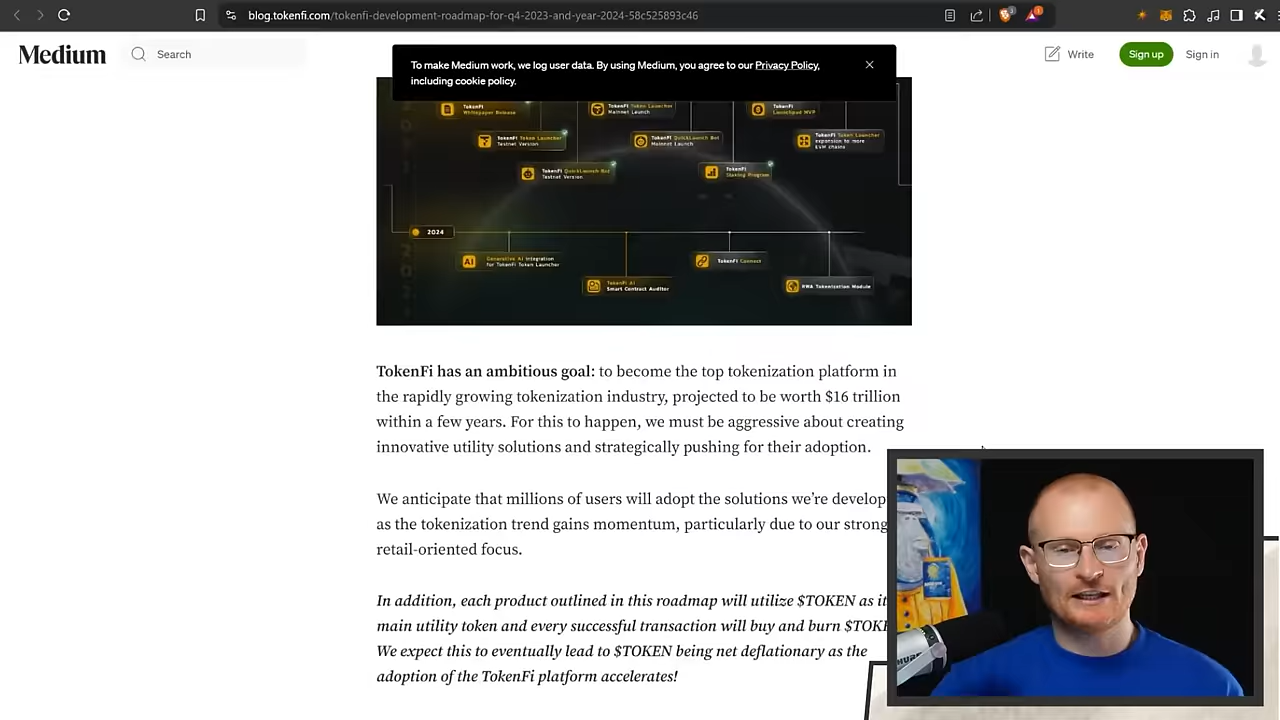 blog.tokenfi.com/tokenfi-development-roadmap-for-q4-2023-and-year-2024-58c525893c46
Medium
Search
Write
Sign up
Sign in
To make Medium work, we log user data. By using Medium, you agree to our Privacy Policy,
including cookie policy.
TokenFi
Whitepaper Release
TokenFi Token Launcher
Mainnet Launch
TokenFi
Launchpad MVP
TokenFi Token Launcher
Testnet Version
TokenFi QuickLaunch Bot
Mainnet Launch
TokenFi Token Launcher
expansion to more
EVM chains
TokenFi QuickLaunch Bot
Testnet Version
TokenFi
Staking Program
2024
AI
Generative AI Integration
for TokenFi Token Launcher
TokenFi Connect
TokenFi AI
Smart Contract Auditor
RWA Tokenization Module
TokenFi has an ambitious goal: to become the top tokenization platform in
the rapidly growing tokenization industry, projected to be worth $16 trillion
within a few years. For this to happen, we must be aggressive about creating
innovative utility solutions and strategically pushing for their adoption.
We anticipate that millions of users will adopt the solutions we're develop
as the tokenization trend gains momentum, particularly due to our strong
retail-oriented focus.
In addition, each product outlined in this roadmap will utilize $TOKEN as it
main utility token and every successful transaction will buy and burn $TOK
We expect this to eventually lead to $TOKEN being net deflationary as the
adoption of the TokenFi platform accelerates!